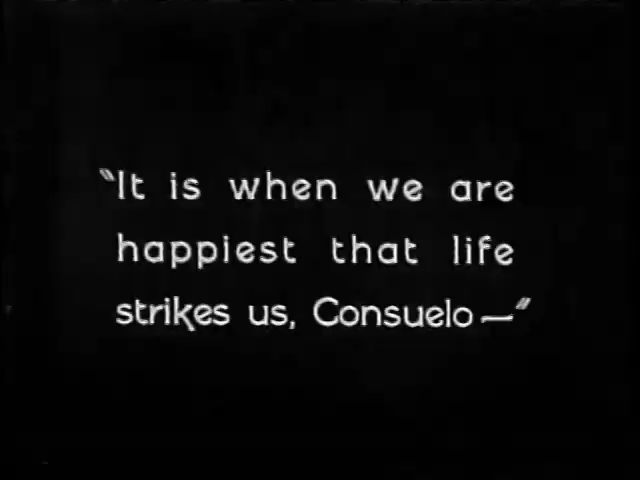 "It is when we are
happiest that life
strikes us, Consuelo—"